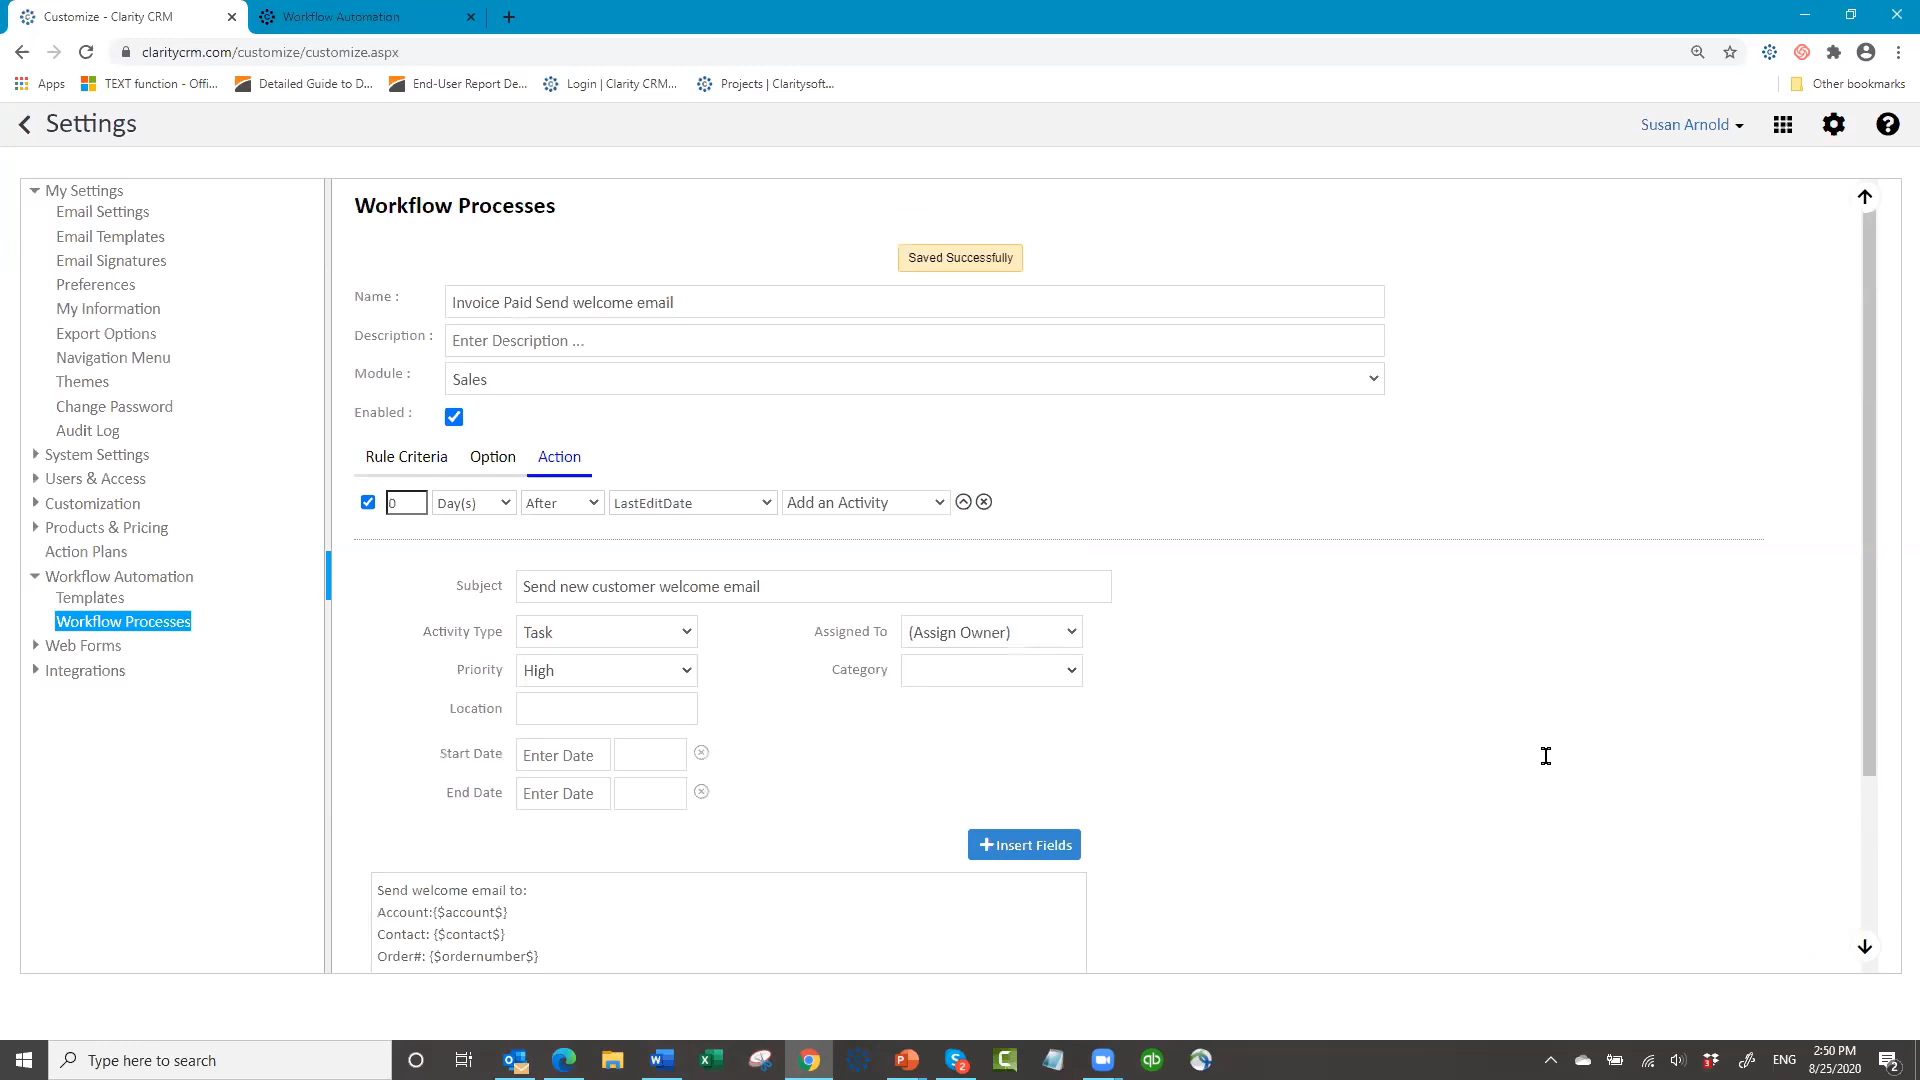 Customize - Clarity CRM
Workflow Automation
claritycrm.com/customize/customize.aspx
Apps
TEXT function - Offi...
Detailed Guide to D...
End-User Report De...
Login | Clarity CRM...
Projects | Claritysoft...
Other bookmarks
Settings
Susan Arnold
My Settings
Email Settings
Email Templates
Email Signatures
Preferences
My Information
Export Options
Navigation Menu
Themes
Change Password
Audit Log
System Settings
Users & Access
Customization
Products & Pricing
Action Plans
Workflow Automation
Templates
Workflow Processes
Web Forms
Integrations
Workflow Processes
Saved Successfully
Name : Invoice Paid Send welcome email
Description : Enter Description ...
Module : Sales
Enabled :
Rule Criteria Option Action
0 Day(s) After LastEditDate Add an Activity
Subject Send new customer welcome email
Activity Type Task Assigned To (Assign Owner)
Priority High Category
Location
Start Date Enter Date
End Date Enter Date
Insert Fields
Send welcome email to:
Account:{$account$}
Contact: {$contact$}
Order#: {$ordernumber$}
Type here to search
ENG
2:50 PM
8/25/2020